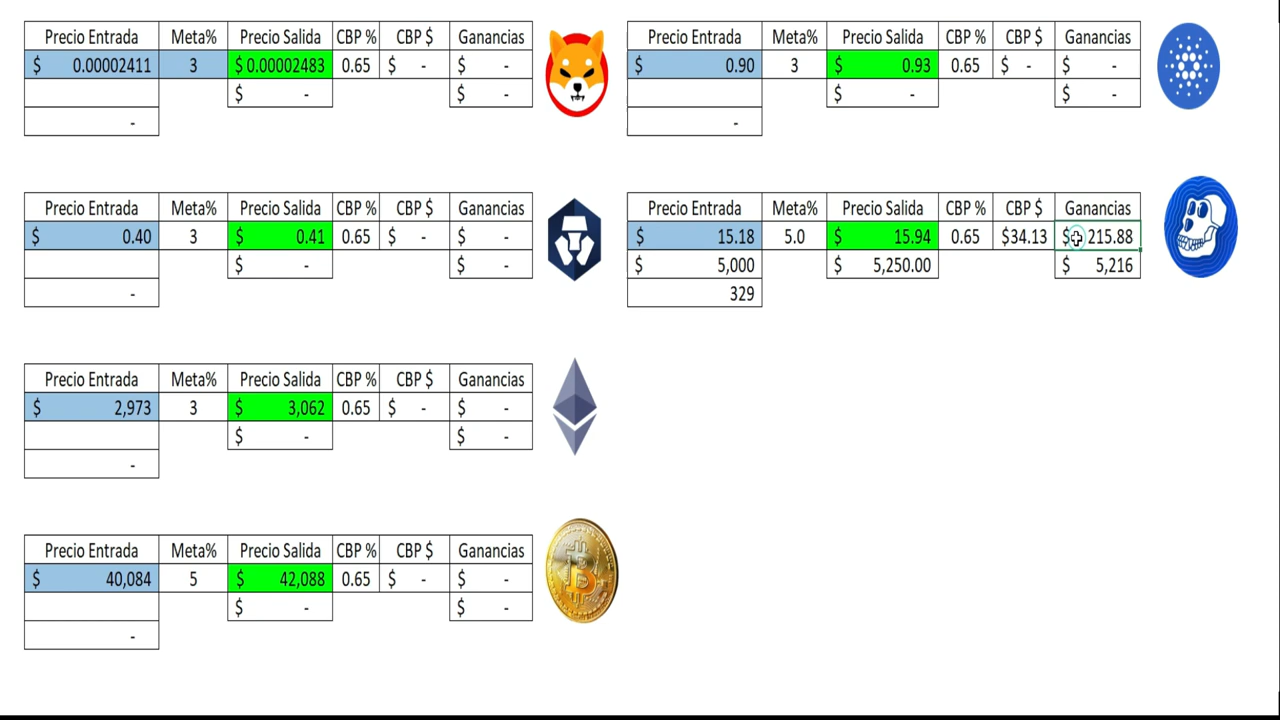 Precio Entrada Meta% Precio Salida CBP % CBP $ Ganancias
$ 0.00002411 3 $ 0.00002483 0.65 $ - $ -
$ - $ -
-
Precio Entrada Meta% Precio Salida CBP % CBP $ Ganancias
$ 0.90 3 $ 0.93 0.65 $ - $ -
$ - $ -
-
Precio Entrada Meta% Precio Salida CBP % CBP $ Ganancias
$ 0.40 3 $ 0.41 0.65 $ - $ -
$ - $ -
-
Precio Entrada Meta% Precio Salida CBP % CBP $ Ganancias
$ 15.18 5.0 $ 15.94 0.65 $34.13 $ 215.88
$ 5,000 $ 5,250.00 $ 5,216
329
Precio Entrada Meta% Precio Salida CBP % CBP $ Ganancias
$ 2,973 3 $ 3,062 0.65 $ - $ -
$ - $ -
-
Precio Entrada Meta% Precio Salida CBP % CBP $ Ganancias
$ 40,084 5 $ 42,088 0.65 $ - $ -
$ - $ -
-